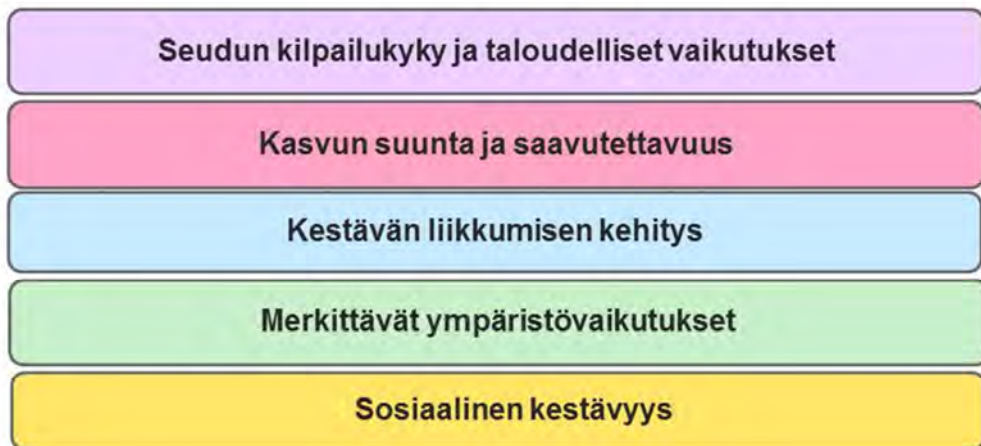 Seudun kilpailukyky ja taloudelliset vaikutukset
Kasvun suunta ja saavutettavuus
Kestävän liikkumisen kehitys
Merkittävät ympäristövaikutukset
Sosiaalinen kestävyys